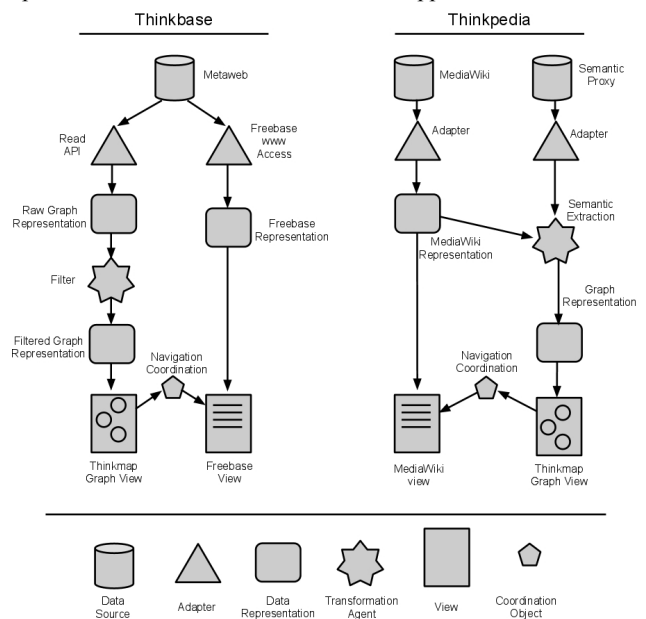 Thinkbase
Thinkpedia
Metaweb
Read
API
Freebase
www
Access
Raw Graph
Representation
Freebase
Representation
Filter
Filtered Graph
Representation
Navigation
Coordination
Thinkmap
Graph View
Freebase
View
MediaWiki
Semantic
Proxy
Adapter
Adapter
Semantic
Extraction
MediaWiki
Representation
Graph
Representation
Navigation
Coordination
MediaWiki
view
Thinkmap
Graph View
Data
Source
Adapter
Data
Representation
Transformation
Agent
View
Coordination
Object